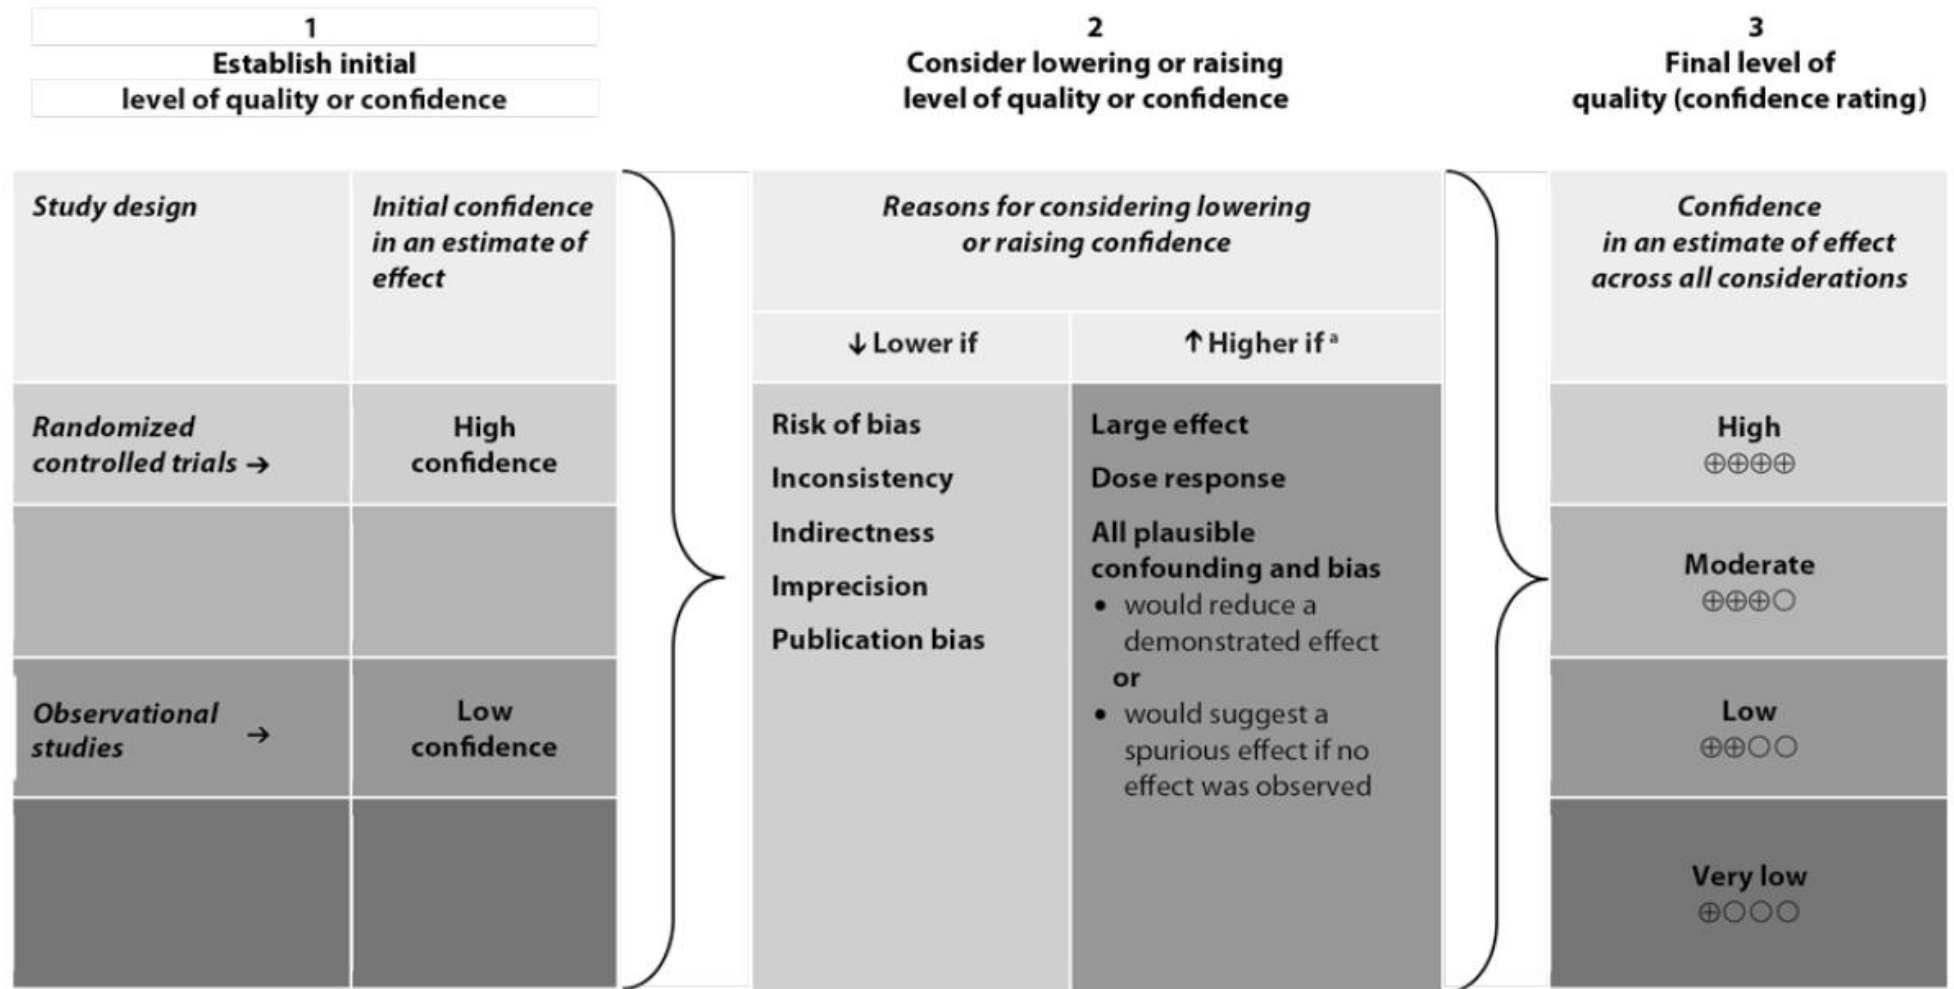 1
Establish initial
level of quality or confidence
2
Consider lowering or raising
level of quality or confidence
3
Final level of
quality (confidence rating)
Study design
Initial confidence
in an estimate of
effect
Reasons for considering lowering
or raising confidence
Confidence
in an estimate of effect
across all considerations
↓ Lower if
↑ Higher if ᵃ
Randomized
controlled trials →
High
confidence
Observational
studies →
Low
confidence
Risk of bias
Inconsistency
Indirectness
Imprecision
Publication bias
Large effect
Dose response
All plausible
confounding and bias
• would reduce a
demonstrated effect
or
• would suggest a
spurious effect if no
effect was observed
High
⊕⊕⊕⊕
Moderate
⊕⊕⊕○
Low
⊕⊕○○
Very low
⊕○○○